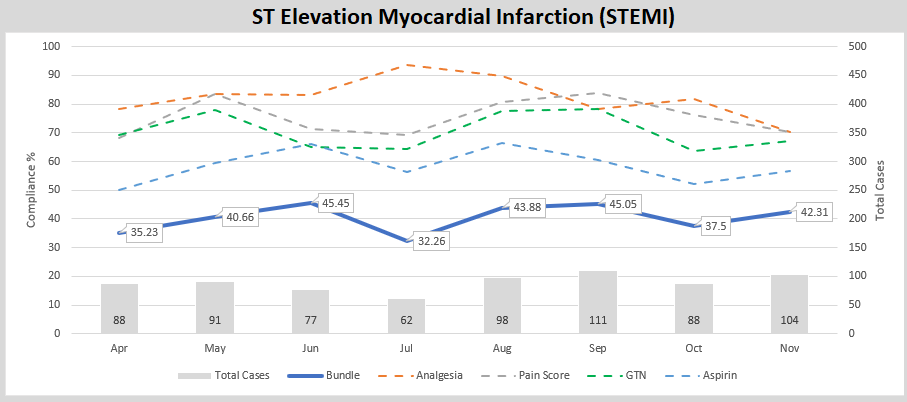 ST Elevation Myocardial Infarction (STEMI)
100 500
90 450
80 400
70 350
60 300
50 250
40 200
30 150
20 100
10 50
0 0
Compliance %
Total Cases
35.23 40.66 45.45 32.26 43.88 45.05 37.5 42.31
88 91 77 62 98 111 88 104
Apr May Jun Jul Aug Sep Oct Nov
Total Cases Bundle Analgesia Pain Score GTN Aspirin